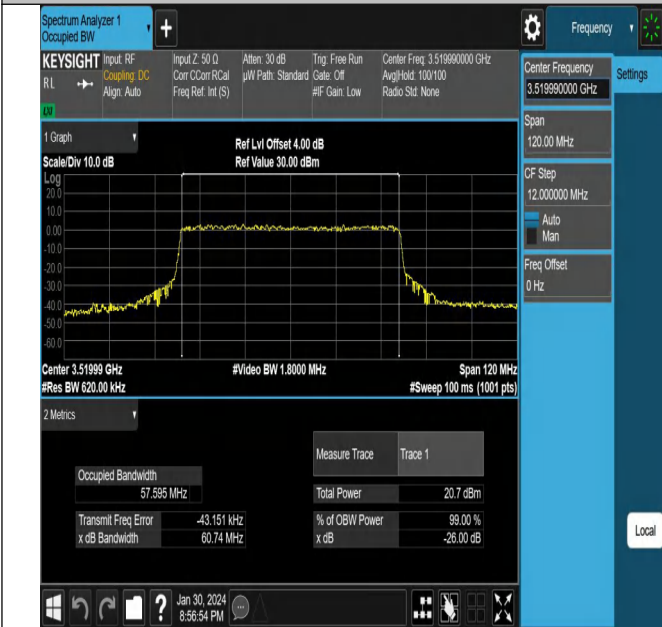 Spectrum Analyzer 1
Occupied BW
Frequency
KEYSIGHT
RL
Input: RF
Coupling: DC
Align: Auto
Input Z: 50 Ω
Corr CCorr RCal
Freq Ref: Int (S)
Atten: 30 dB
µW Path: Standard
Trig: Free Run
Gate: Off
#IF Gain: Low
Center Freq: 3.519990000 GHz
Avg|Hold: 100/100
Radio Std: None
LXI
Center Frequency
3.519990000 GHz
Settings
Span
120.00 MHz
CF Step
12.000000 MHz
Auto
Man
Freq Offset
0 Hz
1 Graph
Scale/Div 10.0 dB
Ref Lvl Offset 4.00 dB
Ref Value 30.00 dBm
Log
20.0
10.0
0.00
-10.0
-20.0
-30.0
-40.0
-50.0
-60.0
Center 3.51999 GHz
#Res BW 620.00 kHz
#Video BW 1.8000 MHz
Span 120 MHz
#Sweep 100 ms (1001 pts)
2 Metrics
Measure Trace Trace 1
Occupied Bandwidth
57.595 MHz
Total Power 20.7 dBm
Transmit Freq Error -43.151 kHz
% of OBW Power 99.00 %
x dB Bandwidth 60.74 MHz
x dB -26.00 dB
Local
?
Jan 30, 2024
8:56:54 PM